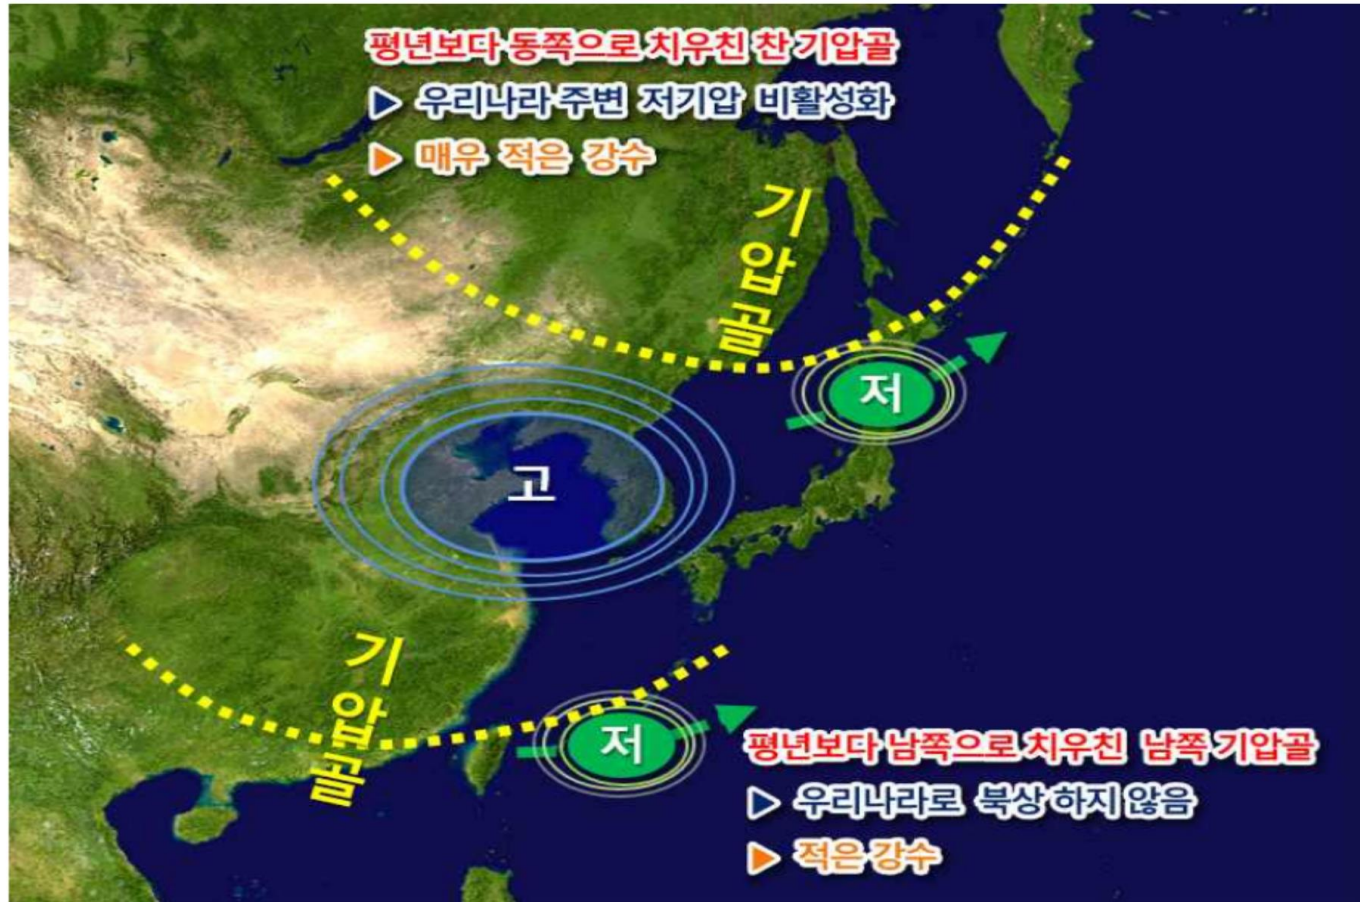 평년보다 동쪽으로 치우친 찬 기압골
▶ 우리나라 주변 저기압 비활성화
▶ 매우 적은 강수
기압골
저
고
기압골
저
평년보다 남쪽으로 치우친 남쪽 기압골
▶ 우리나라로 북상 하지 않음
▶ 적은 강수